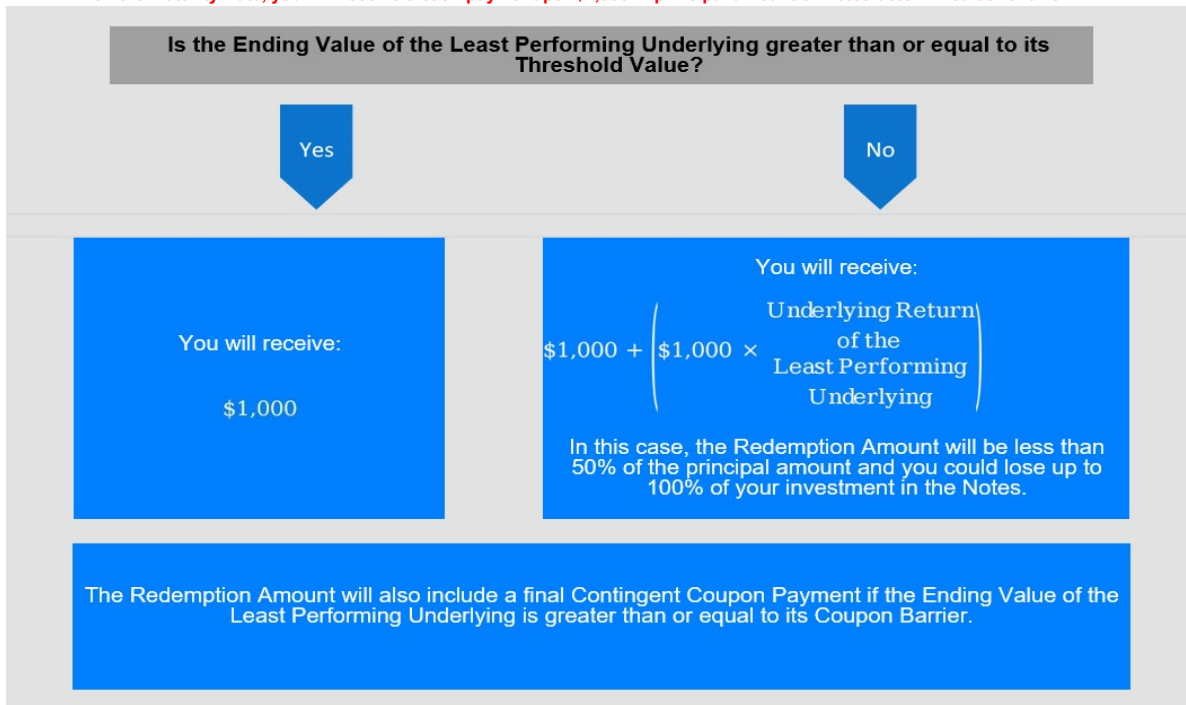 Is the Ending Value of the Least Performing Underlying greater than or equal to its
Threshold Value?
Yes
No
You will receive:
$1,000
You will receive:
$1,000 + ($1,000 × Underlying Return
of the
Least Performing
Underlying)
In this case, the Redemption Amount will be less than
50% of the principal amount and you could lose up to
100% of your investment in the Notes.
The Redemption Amount will also include a final Contingent Coupon Payment if the Ending Value of the
Least Performing Underlying is greater than or equal to its Coupon Barrier.